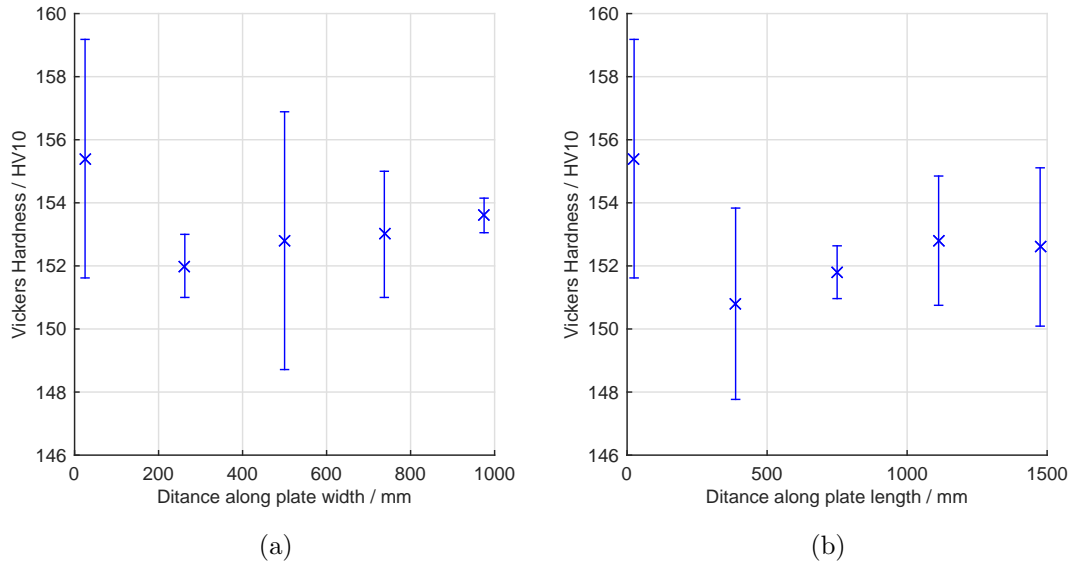 160
158
156
154
152
150
148
146
Vickers Hardness / HV10
0 200 400 600 800 1000
Ditance along plate width / mm
(a)
160
158
156
154
152
150
148
146
Vickers Hardness / HV10
0 500 1000 1500
Ditance along plate length / mm
(b)